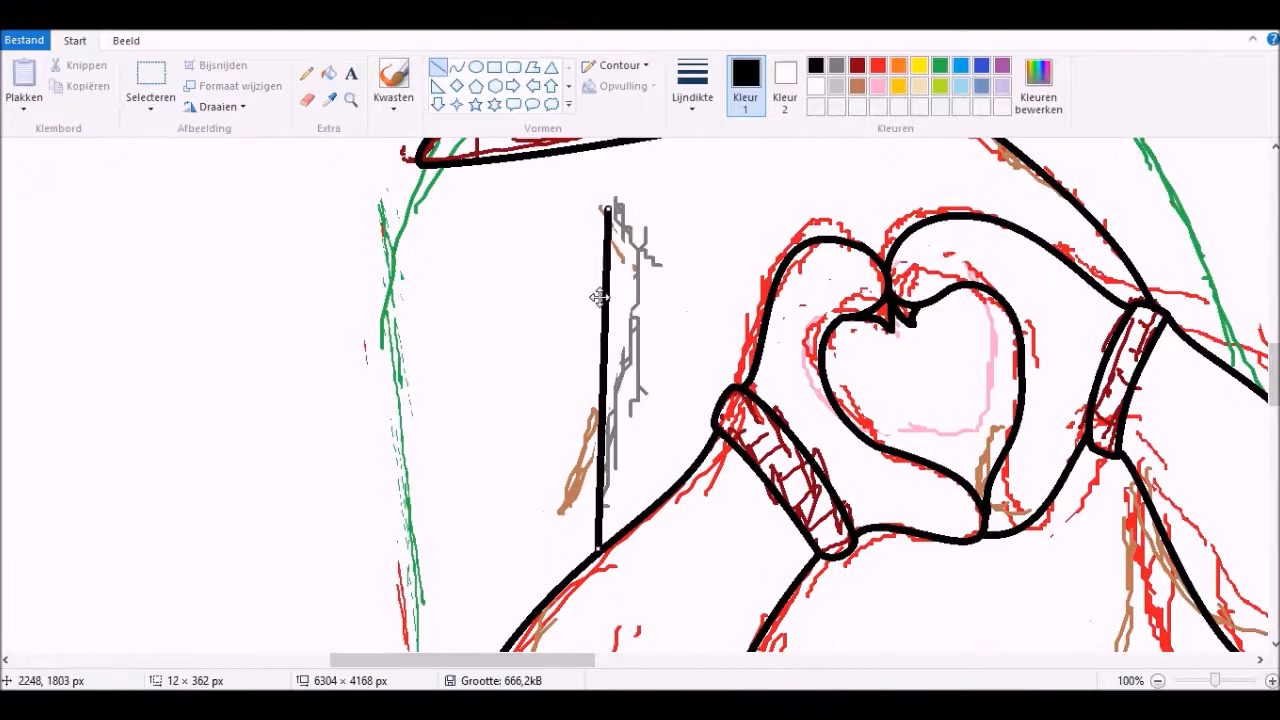 Bestand Start Beeld
Plakken
Knippen
Kopiëren
Klembord
Selecteren
Bijsnijden
Formaat wijzigen
Draaien
Afbeelding
A
Extra
Kwasten
Contour
Opvulling
Vormen
Lijndikte
Kleur 1
Kleur 2
Kleuren bewerken
Kleuren
2248, 1803 px 12 × 362 px 6304 × 4168 px Grootte: 666,2kB 100%